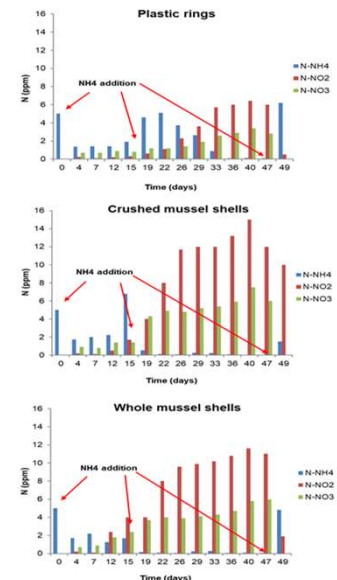 Plastic rings
16
14
12
10
8
6
4
2
0
N (ppm)
NH4 addition
N-NH4
N-NO2
N-NO3
0 4 7 12 15 19 22 26 29 33 36 40 47 49
Time (days)
Crushed mussel shells
16
14
12
10
8
6
4
2
0
N (ppm)
NH4 addition
N-NH4
N-NO2
N-NO3
0 4 7 12 15 19 22 26 29 33 36 40 47 49
Time (days)
Whole mussel shells
16
14
12
10
8
6
4
2
0
N (ppm)
NH4 addition
N-NH4
N-NO2
N-NO3
0 4 7 12 15 19 22 26 29 33 36 40 47 49
Time (days)